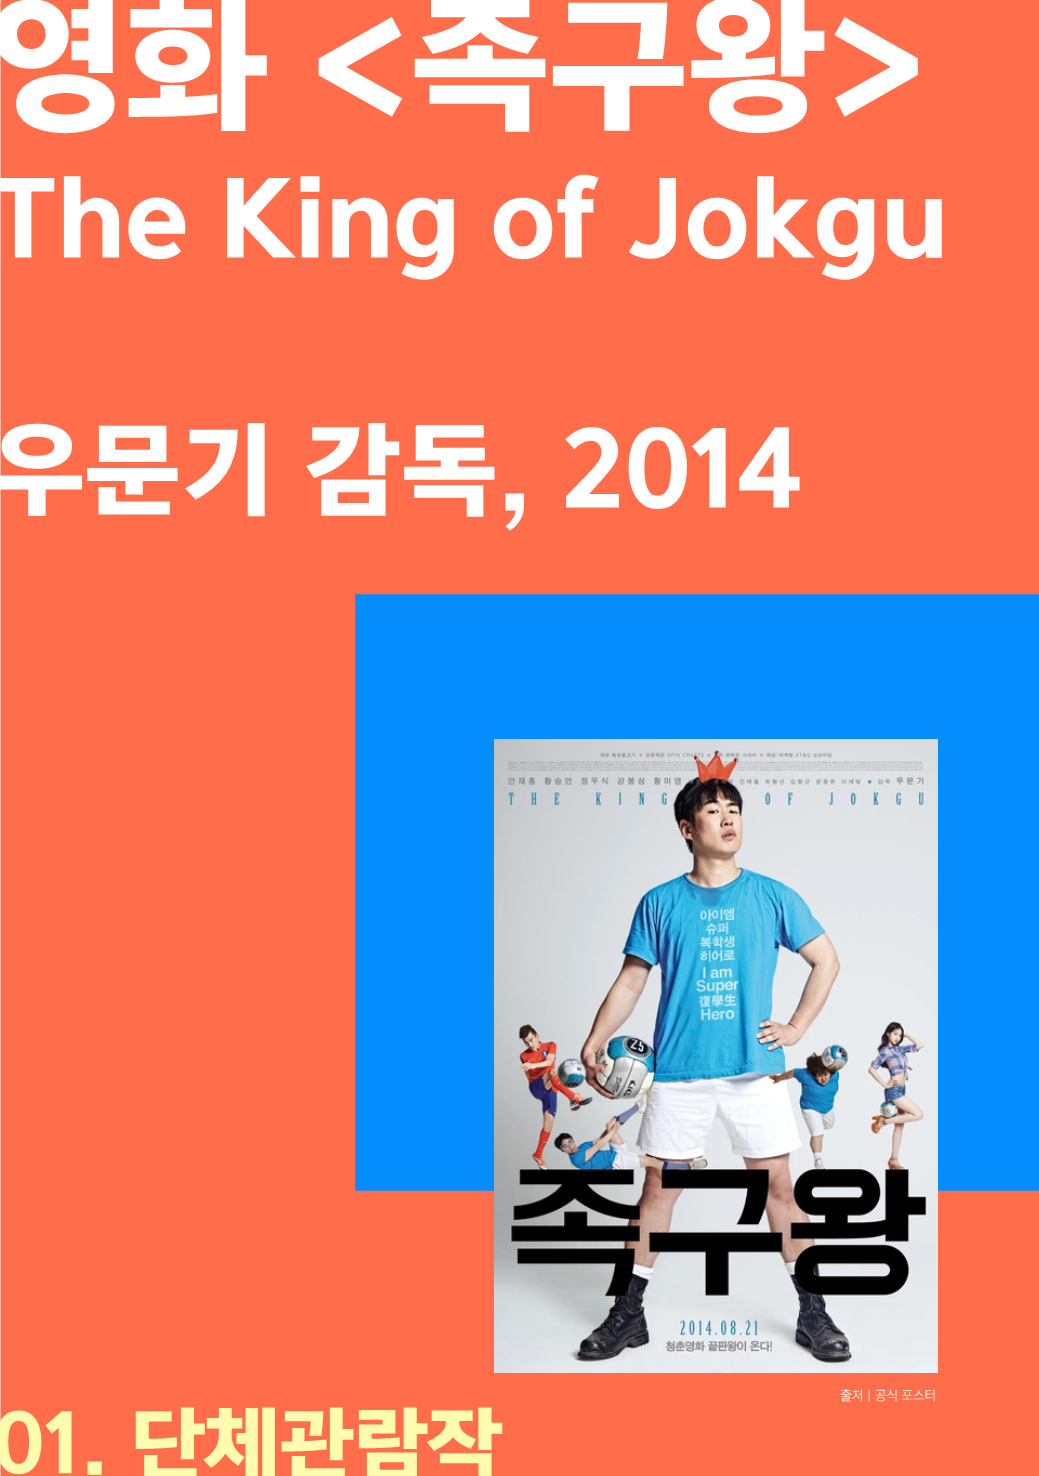 영화 <족구왕>
The King of Jokgu
우문기 감독, 2014
안재홍 황승언 정우식 강봉성 황미영
우문기
THE KING OF JOKGU
아이엠
슈퍼
복학생
히어로
I am
Super
復學生
Hero
족구왕
2014.08.21
청춘영화 끝판왕이 온다!
출처 | 공식 포스터
01. 단체관람작